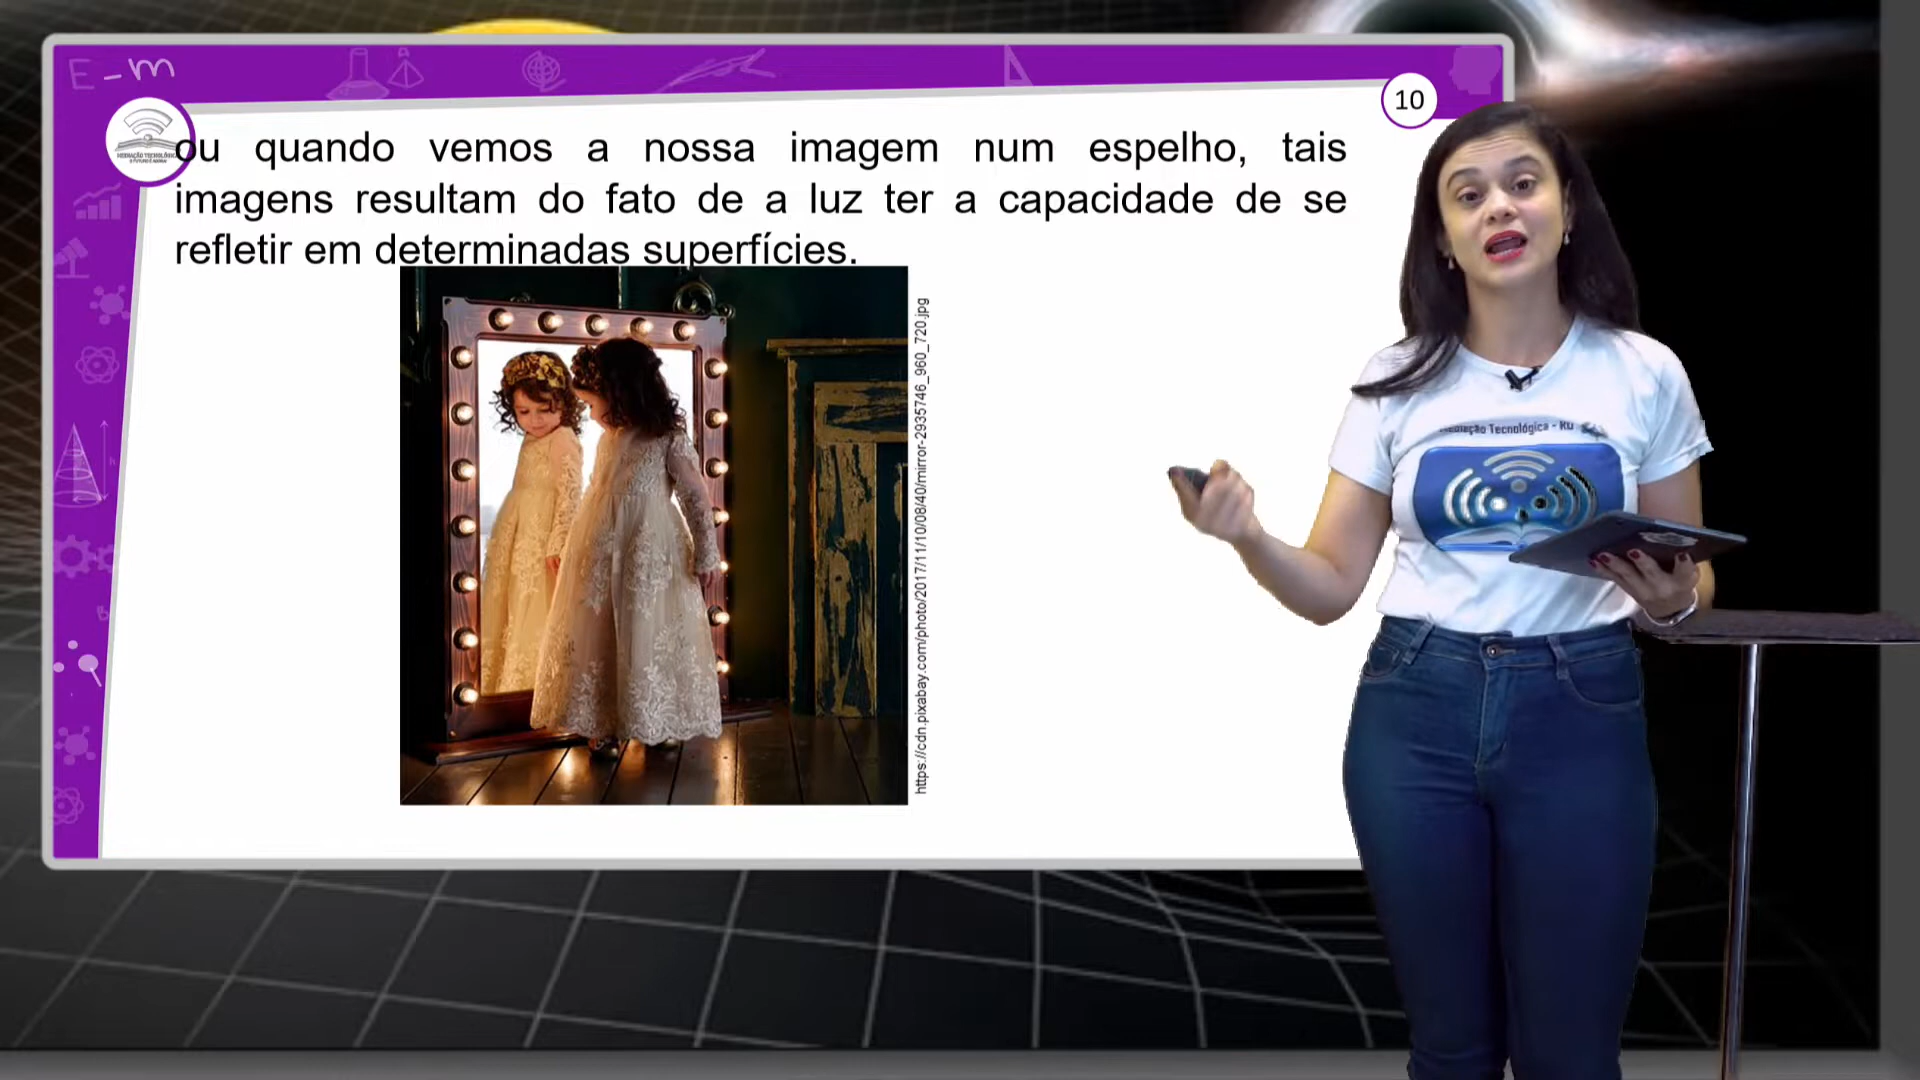 E-m
10
ou quando vemos a nossa imagem num espelho, tais
imagens resultam do fato de a luz ter a capacidade de se
refletir em determinadas superfícies.
https://cdn.pixabay.com/photo/2017/11/10/08/40/mirror-2935746_960_720.jpg
Mediação Tecnológica -